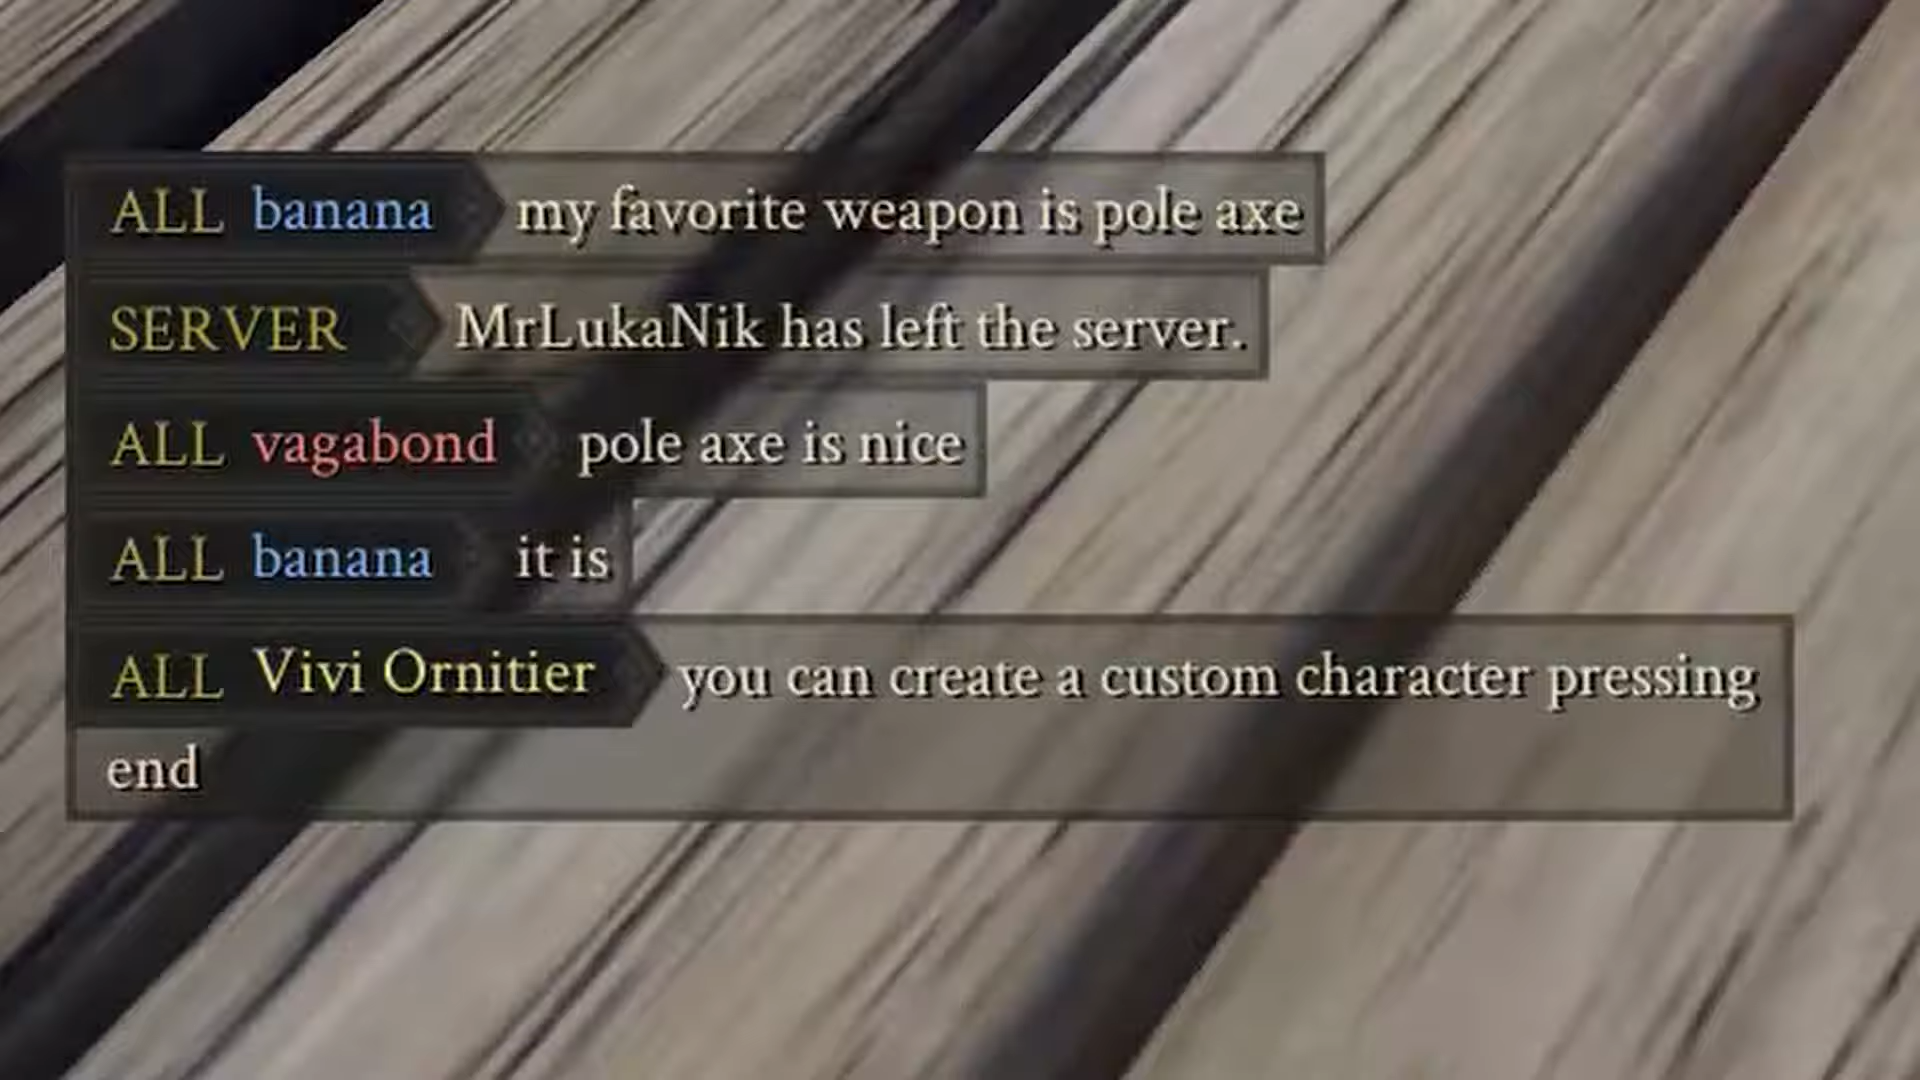 ALL banana my favorite weapon is pole axe
SERVER MrLukaNik has left the server.
ALL vagabond pole axe is nice
ALL banana it is
ALL Vivi Ornitier you can create a custom character pressing
end